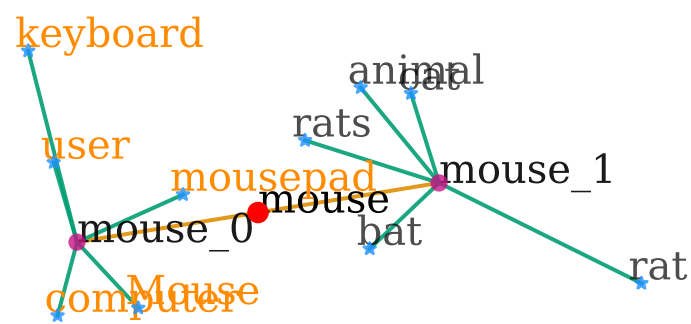 keyboard
animal
cat
rats
user
mouse_1
mousepad
mouse
mouse_0
bat
rat
Mouse
computer